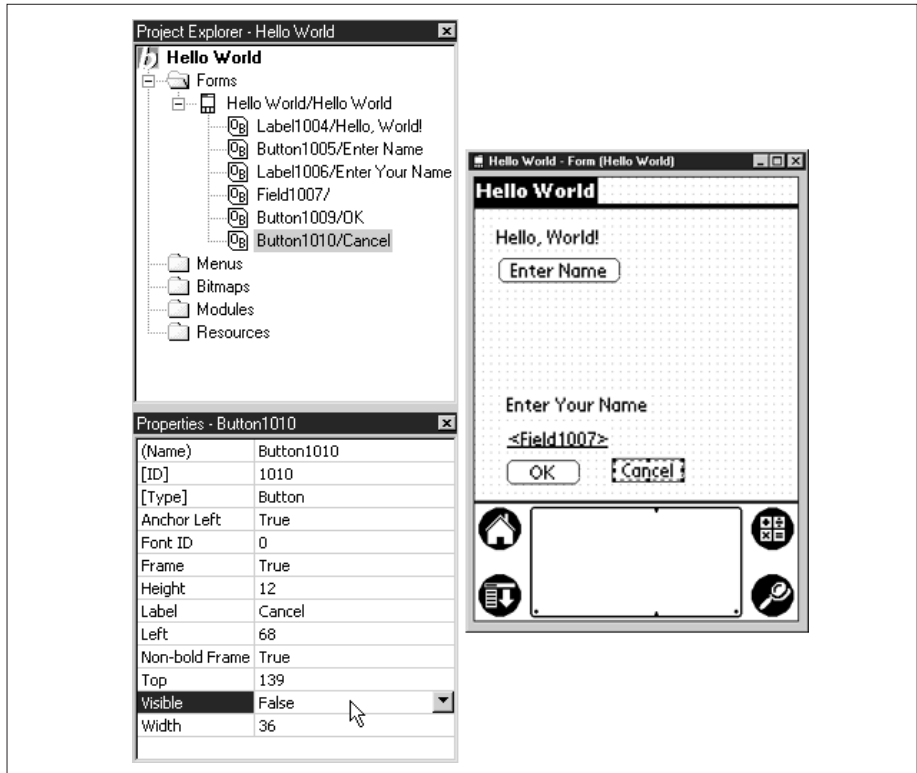 Project Explorer - Hello World
Hello World
Forms
Hello World/Hello World
Label1004/Hello, World!
Button1005/Enter Name
Label1006/Enter Your Name
Field1007/
Button1009/OK
Button1010/Cancel
Menus
Bitmaps
Modules
Resources
Properties - Button1010
(Name) Button1010
[ID] 1010
[Type] Button
Anchor Left True
Font ID 0
Frame True
Height 12
Label Cancel
Left 68
Non-bold Frame True
Top 139
Visible False
Width 36
Hello World - Form (Hello World)
Hello World
Hello, World!
Enter Name
Enter Your Name
<Field1007>
OK Cancel